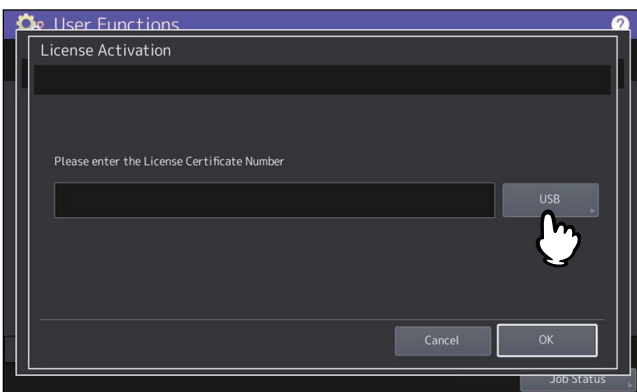 User Functions
?
License Activation
Please enter the License Certificate Number
USB
Cancel
OK
Job Status